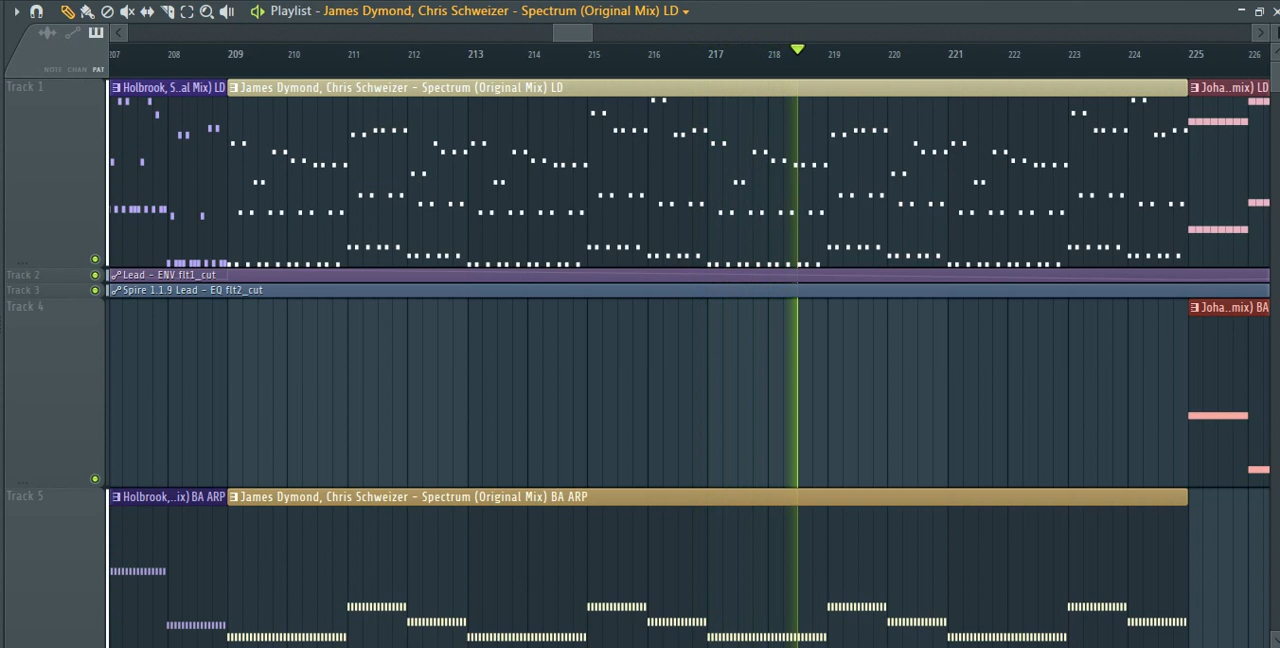 Playlist - James Dymond, Chris Schweizer - Spectrum (Original Mix) LD
NOTE CHAN PAT
207 208 209 210 211 212 213 214 215 216 217 218 219 220 221 222 223 224 225 226
Track 1
Holbrook, S..al Mix) LD
James Dymond, Chris Schweizer - Spectrum (Original Mix) LD
Joha..mix) LD
Track 2
Lead - ENV flt1_cut
Track 3
Spire 1.1.9 Lead - EQ flt2_cut
Track 4
Joha..mix) BA
Track 5
Holbrook,..ix) BA ARP
James Dymond, Chris Schweizer - Spectrum (Original Mix) BA ARP